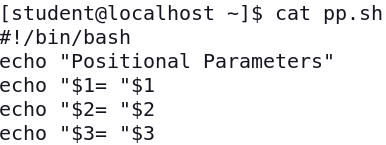 [student@localhost ~]$ cat pp.sh
#!/bin/bash
echo "Positional Parameters"
echo "$1= "$1
echo "$2= "$2
echo "$3= "$3